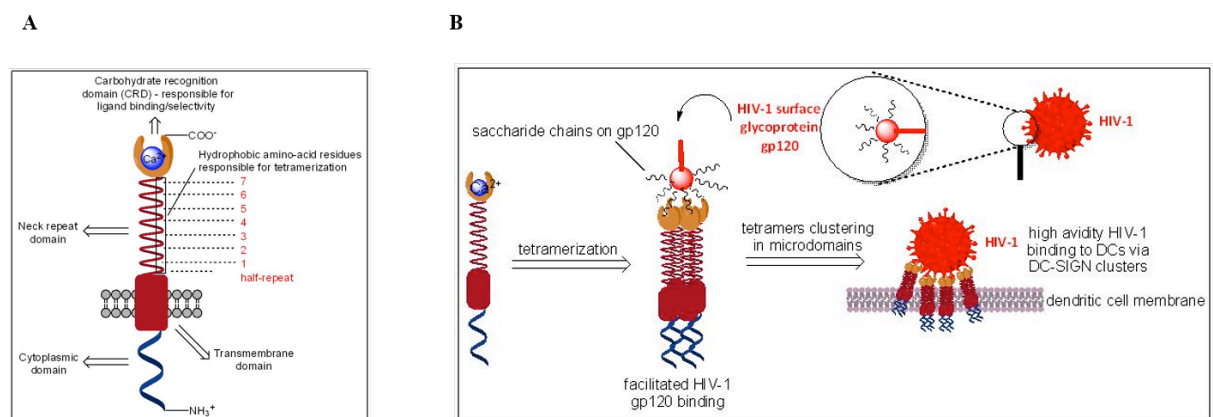 A
Carbohydrate recognition
domain (CRD) - responsible for
ligand binding/selectivity
COO⁻
Ca²⁺
Hydrophobic amino-acid residues
responsible for tetramerization
7
6
5
4
3
2
1
half-repeat
Neck repeat
domain
Cytoplasmic
domain
Transmembrane
domain
NH₃⁺
B
saccharide chains on gp120
HIV-1 surface
glycoprotein
gp120
HIV-1
Ca²⁺
tetramerization
facilitated HIV-1
gp120 binding
tetramers clustering
in microdomains
HIV-1
high avidity HIV-1
binding to DCs via
DC-SIGN clusters
dendritic cell membrane